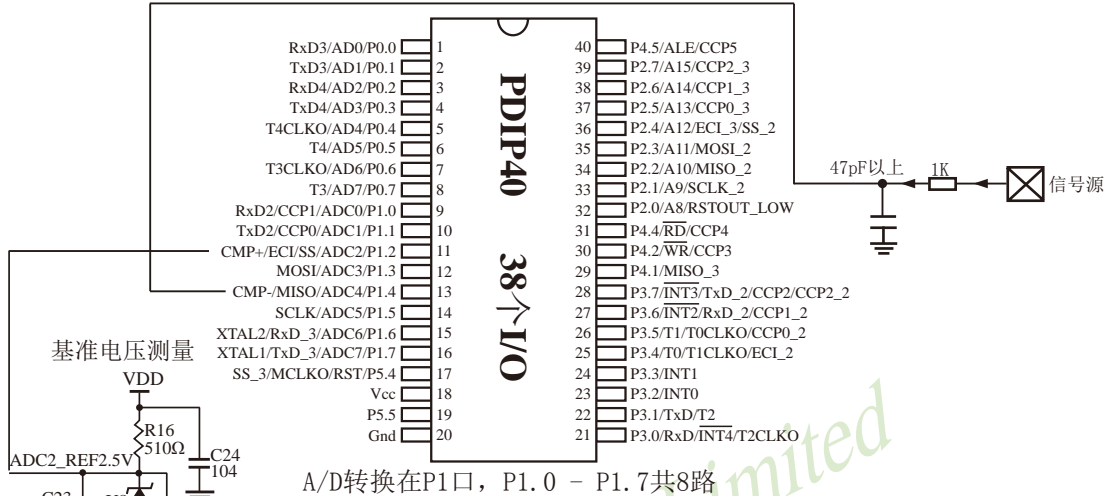 RxD3/AD0/P0.0 1
TxD3/AD1/P0.1 2
RxD4/AD2/P0.2 3
TxD4/AD3/P0.3 4
T4CLKO/AD4/P0.4 5
T4/AD5/P0.5 6
T3CLKO/AD6/P0.6 7
T3/AD7/P0.7 8
RxD2/CCP1/ADC0/P1.0 9
TxD2/CCP0/ADC1/P1.1 10
CMP+/ECI/SS/ADC2/P1.2 11
MOSI/ADC3/P1.3 12
CMP-/MISO/ADC4/P1.4 13
SCLK/ADC5/P1.5 14
XTAL2/RxD_3/ADC6/P1.6 15
XTAL1/TxD_3/ADC7/P1.7 16
SS_3/MCLKO/RST/P5.4 17
Vcc 18
P5.5 19
Gnd 20
PDIP40 38个I/O
40 P4.5/ALE/CCP5
39 P2.7/A15/CCP2_3
38 P2.6/A14/CCP1_3
37 P2.5/A13/CCP0_3
36 P2.4/A12/ECI_3/SS_2
35 P2.3/A11/MOSI_2
34 P2.2/A10/MISO_2
33 P2.1/A9/SCLK_2
32 P2.0/A8/RSTOUT_LOW
31 P4.4/RD/CCP4
30 P4.2/WR/CCP3
29 P4.1/MISO_3
28 P3.7/INT3/TxD_2/CCP2/CCP2_2
27 P3.6/INT2/RxD_2/CCP1_2
26 P3.5/T1/T0CLKO/CCP0_2
25 P3.4/T0/T1CLKO/ECI_2
24 P3.3/INT1
23 P3.2/INT0
22 P3.1/TxD/T2
21 P3.0/RxD/INT4/T2CLKO
47pF以上 1K
信号源
基准电压测量
VDD
R16
510Ω
C24
104
ADC2_REF2.5V
A/D转换在P1口, P1.0 - P1.7共8路
imited